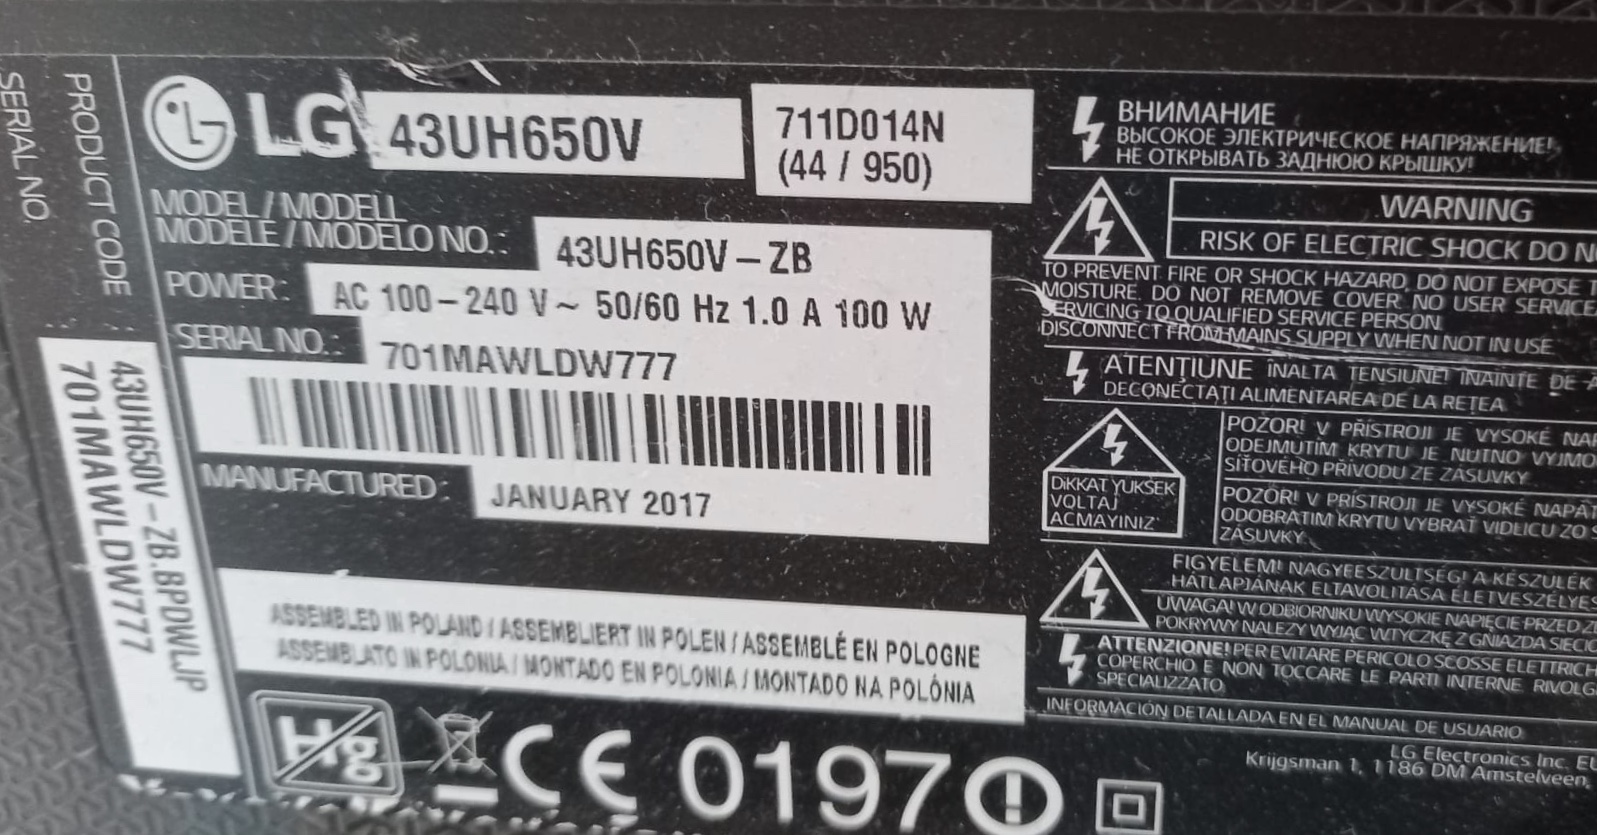 LG 43UH650V
711D014N
(44 / 950)
MODEL / MODELL
MODELE / MODELO NO. : 43UH650V – ZB
POWER : AC 100 – 240 V ~ 50/60 Hz 1.0 A 100 W
SERIAL NO. : 701MAWLDW777
MANUFACTURED : JANUARY 2017
ASSEMBLED IN POLAND / ASSEMBLIERT IN POLEN / ASSEMBLÉ EN POLOGNE
ASSEMBLATO IN POLONIA / MONTADO EN POLONIA / MONTADO NA POLÓNIA
Hg CE 0197
PRODUCT CODE : 43UH650V – ZB.BPDWLJP
SERIAL NO. : 701MAWLDW777
ВНИМАНИЕ
ВЫСОКОЕ ЭЛЕКТРИЧЕСКОЕ НАПРЯЖЕНИЕ!
НЕ ОТКРЫВАТЬ ЗАДНЮЮ КРЫШКУ!
WARNING
RISK OF ELECTRIC SHOCK DO
TO PREVENT FIRE OR SHOCK HAZARD, DO NOT EXPOSE
MOISTURE. DO NOT REMOVE COVER. NO USER
SERVICING TO QUALIFIED SERVICE PERSON.
DISCONNECT FROM MAINS SUPPLY WHEN NOT IN USE
ATENŢIUNE ÎNALTA TENSIUNE! ÎNAINTE DE
DECONECTAŢI ALIMENTAREA DE LA REŢEA
DiKKAT YUKSEK
VOLTAJ
ACMAYINIZ
POZOR! V PŘÍSTROJI JE VYSOKÉ
ODEJMUTÍM KRYTU JE NUTNO
SÍŤOVÉHO PŘÍVODU ZE ZÁSUVKY
POZOR! V PRÍSTROJI JE VYSOKÉ
ODOBRATIM KRYTU VYBRAŤ VIDLICU ZO
ZÁSUVKY.
FIGYELEM! NAGYFESZÜLTSÉG! A KÉSZÜLÉK
HÁTLAPJÁNAK ELTÁVOLITÁSA ÉLETVESZÉLYES
UWAGA! W ODBIORNIKU WYSOKIE NAPIĘCIE PRZED
POKRYWY NALEŻY WYJĄC WTYCZKĘ Z GNIAZDA
ATTENZIONE! PER EVITARE PERICOLO SCOSSE
COPERCHIO E NON TOCCARE LE PARTI INTERNE
SPECIALIZZATO
INFORMACIÓN DETALLADA EN EL MANUAL DE USUARIO
LG Electronics Inc.
Krijgsman 1, 1186 DM Amstelveen,